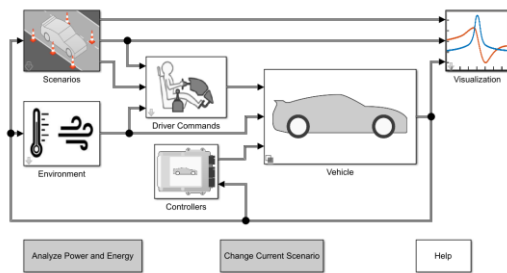 Scenarios
Visualization
Driver Commands
Environment
Vehicle
Controllers
Analyze Power and Energy
Change Current Scenario
Help